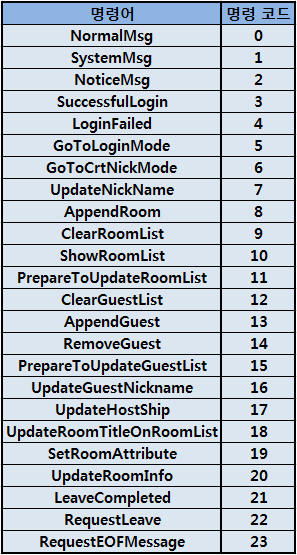 명령어 명령 코드
NormalMsg 0
SystemMsg 1
NoticeMsg 2
SuccessfulLogin 3
LoginFailed 4
GoToLoginMode 5
GoToCrtNickMode 6
UpdateNickName 7
AppendRoom 8
ClearRoomList 9
ShowRoomList 10
PrepareToUpdateRoomList 11
ClearGuestList 12
AppendGuest 13
RemoveGuest 14
PrepareToUpdateGuestList 15
UpdateGuestNickname 16
UpdateHostShip 17
UpdateRoomTitleOnRoomList 18
SetRoomAttribute 19
UpdateRoomInfo 20
LeaveCompleted 21
RequestLeave 22
RequestEOFMessage 23